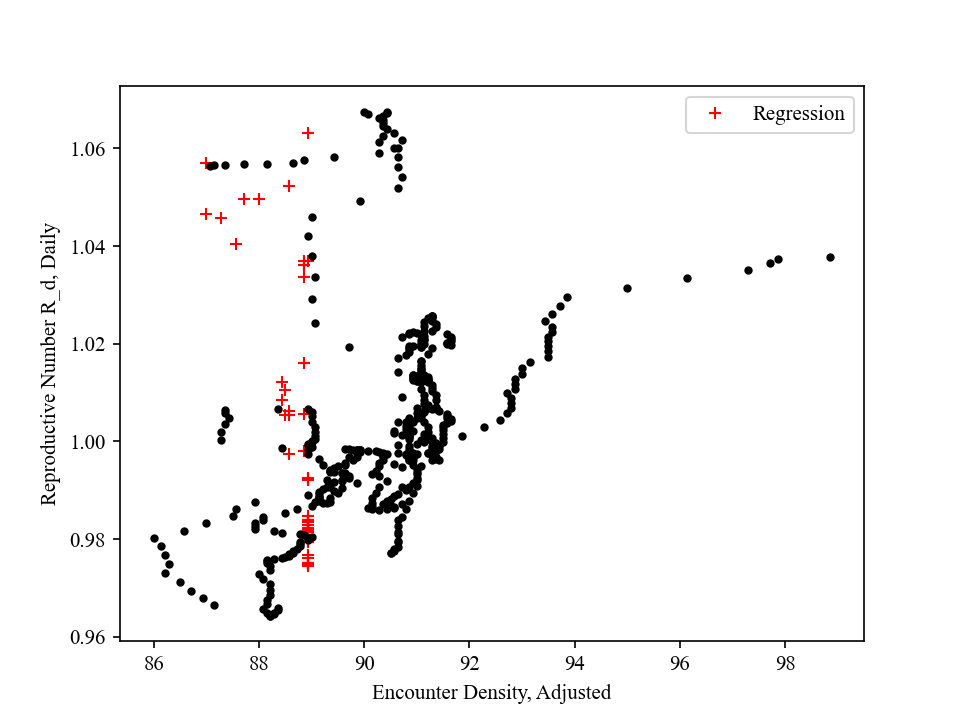 Regression
1.06
1.04
1.02
1.00
0.98
0.96
Reproductive Number R_d, Daily
86 88 90 92 94 96 98
Encounter Density, Adjusted